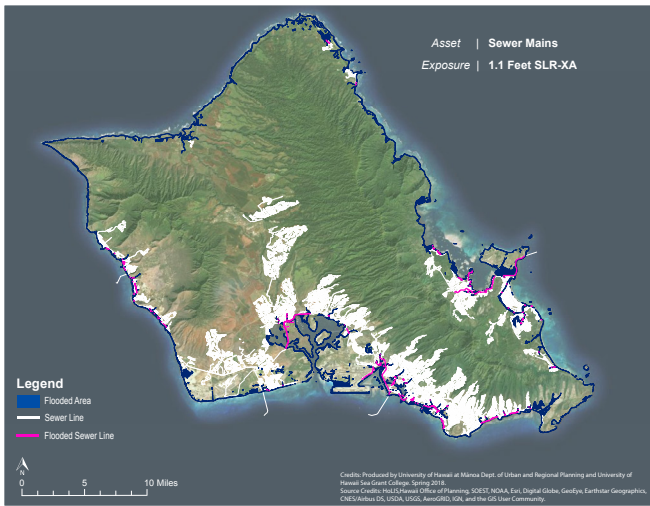 Asset | Sewer Mains
Exposure | 1.1 Feet SLR-XA
Legend
Flooded Area
Sewer Line
Flooded Sewer Line
N
0 5 10 Miles
Credits: Produced by University of Hawaii at Mānoa Dept. of Urban and Regional Planning and University of
Hawaii Sea Grant College. Spring 2018.
Source Credits: HoLIS,Hawaii Office of Planning, SOEST, NOAA, Esri, Digital Globe, GeoEye, Earthstar Geographics,
CNES/Airbus DS, USDA, USGS, AeroGRID, IGN, and the GIS User Community.